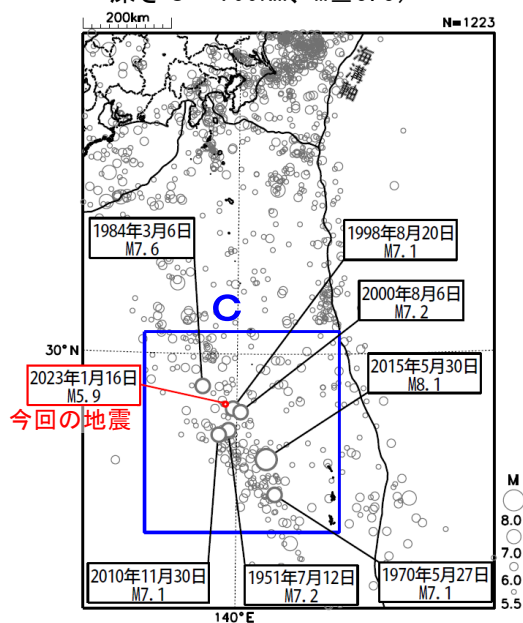 200km
N=1223
海溝軸
1984年3月6日
M7.6
1998年8月20日
M7.1
2000年8月6日
M7.2
C
30°N
2015年5月30日
M8.1
2023年1月16日
M5.9
今回の地震
M
8.0
7.0
6.0
5.5
2010年11月30日
M7.1
1951年7月12日
M7.2
1970年5月27日
M7.1
140°E